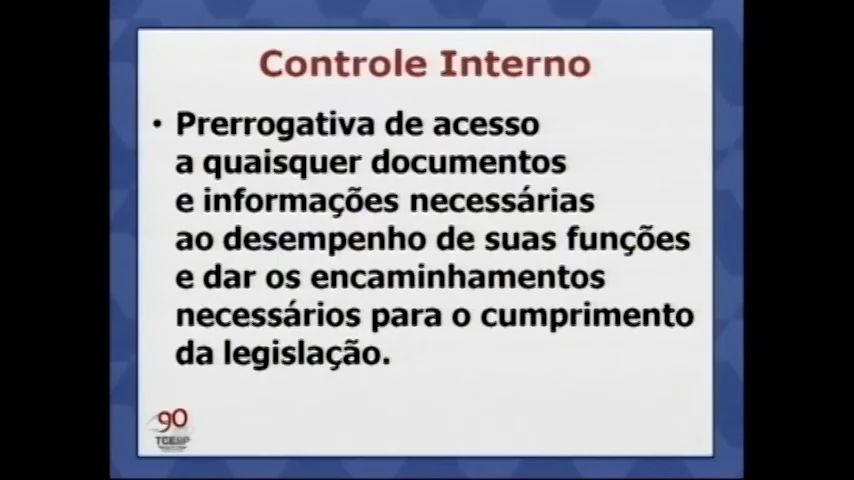 Controle Interno
• Prerrogativa de acesso
a quaisquer documentos
e informações necessárias
ao desempenho de suas funções
e dar os encaminhamentos
necessários para o cumprimento
da legislação.
90
TCESP